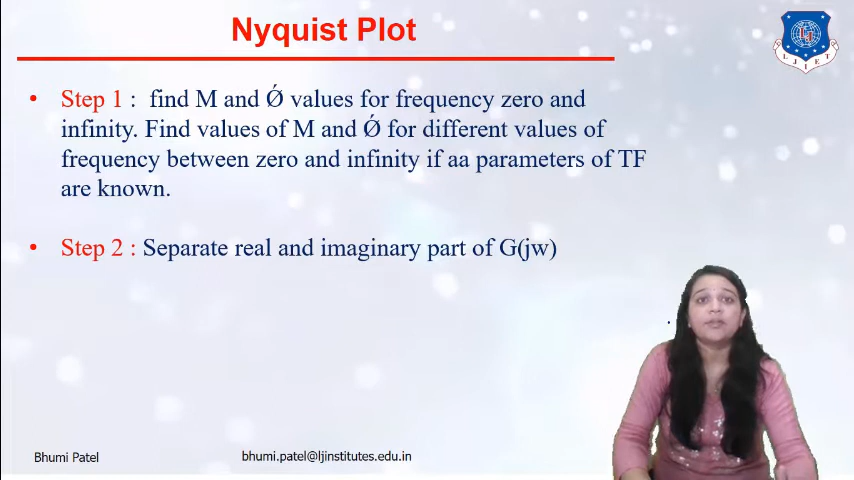 Nyquist Plot
L J I E T
• Step 1 : find M and Ǿ values for frequency zero and
infinity. Find values of M and Ǿ for different values of
frequency between zero and infinity if aa parameters of TF
are known.
• Step 2 : Separate real and imaginary part of G(jw)
Bhumi Patel
bhumi.patel@ljinstitutes.edu.in